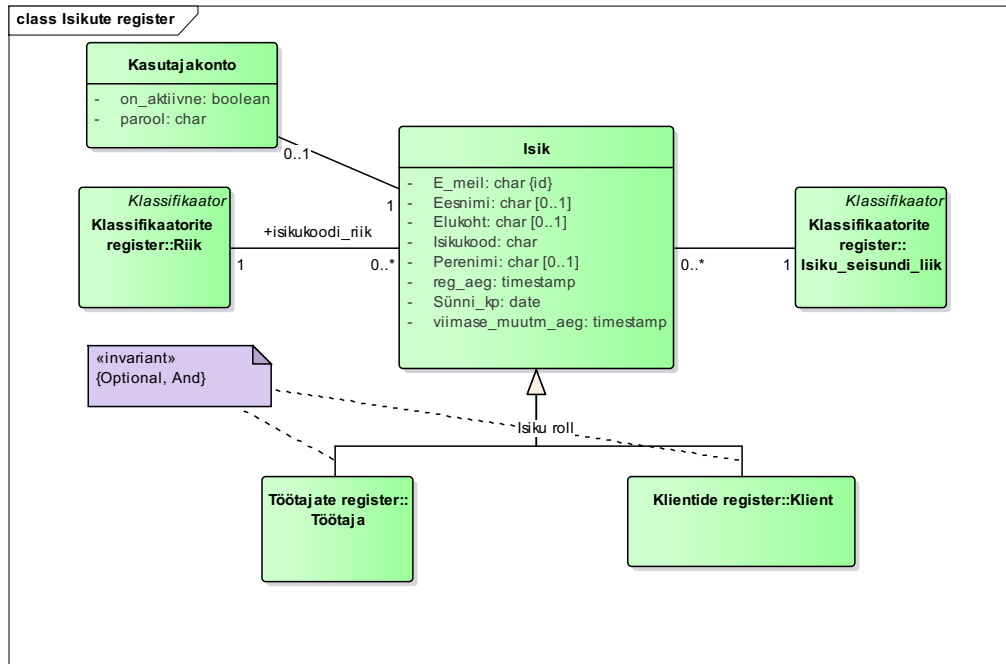 class Isikute register
Kasutajakonto
- on_aktiivne: boolean
- parool: char
0..1
1
Klassifikaator
Klassifikaatorite
register::Riik
+isikukoodi_riik
1
0..*
Isik
- E_meil: char {id}
- Eesnimi: char [0..1]
- Elukoht: char [0..1]
- Isikukood: char
- Perenimi: char [0..1]
- reg_aeg: timestamp
- Sünni_kp: date
- viimase_muutm_aeg: timestamp
0..*
1
Klassifikaator
Klassifikaatorite
register::
Isiku_seisundi_liik
«invariant»
{Optional, And}
Isiku roll
Töötajate register::
Töötaja
Klientide register::Klient